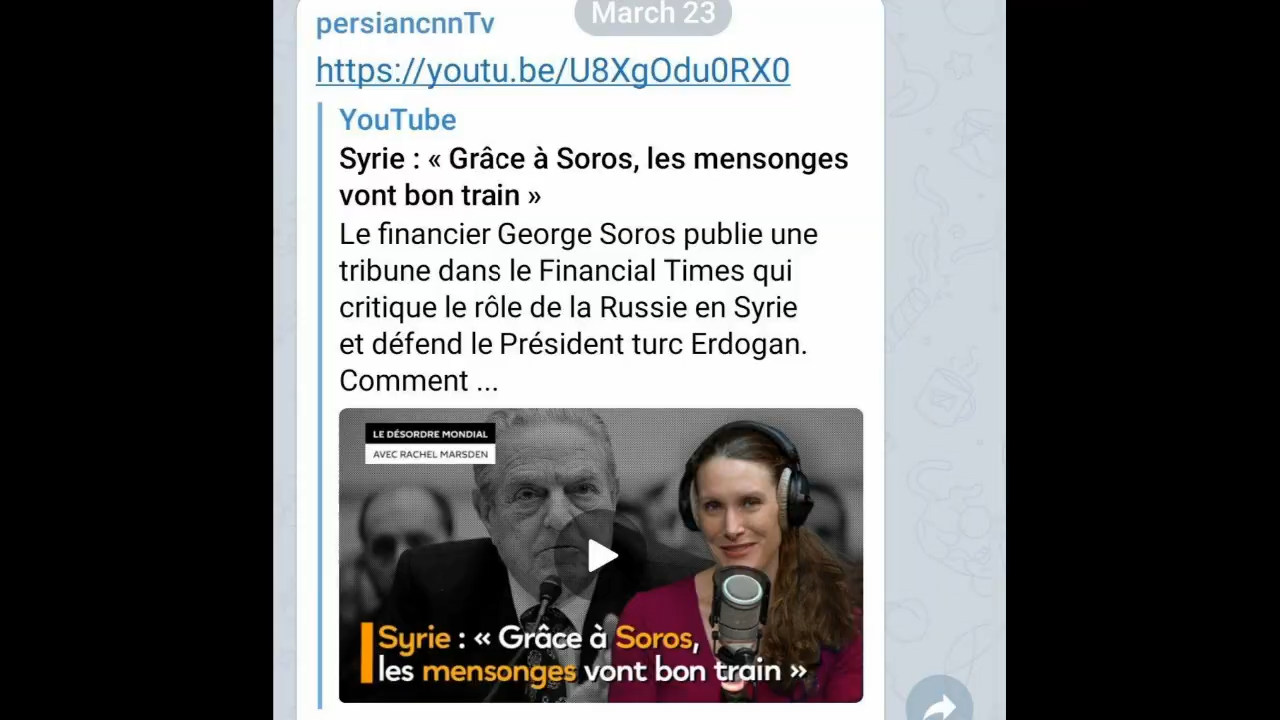 March 23
persiancnnTv
https://youtu.be/U8XgOdu0RX0
YouTube
Syrie : « Grâce à Soros, les mensonges
vont bon train »
Le financier George Soros publie une
tribune dans le Financial Times qui
critique le rôle de la Russie en Syrie
et défend le Président turc Erdogan.
Comment ...
LE DÉSORDRE MONDIAL
AVEC RACHEL MARSDEN
Syrie : « Grâce à Soros,
les mensonges vont bon train »